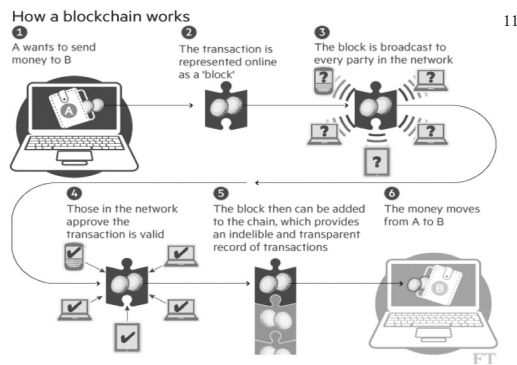 How a blockchain works
11
1
A wants to send
money to B
2
The transaction is
represented online
as a 'block'
3
The block is broadcast to
every party in the network
A
?
?
?
?
?
4
Those in the network
approve the
transaction is valid
5
The block then can be added
to the chain, which provides
an indelible and transparent
record of transactions
6
The money moves
from A to B
B
FT